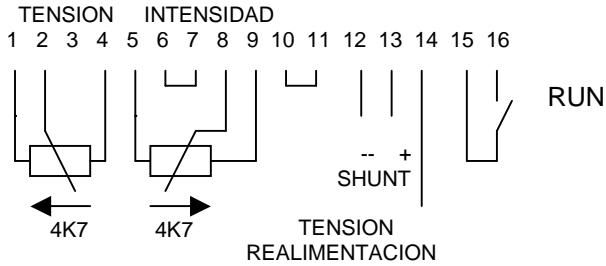 TENSION INTENSIDAD
1 2 3 4 5 6 7 8 9 10 11 12 13 14 15 16
RUN
-- +
SHUNT
4K7 4K7
TENSION
REALIMENTACION